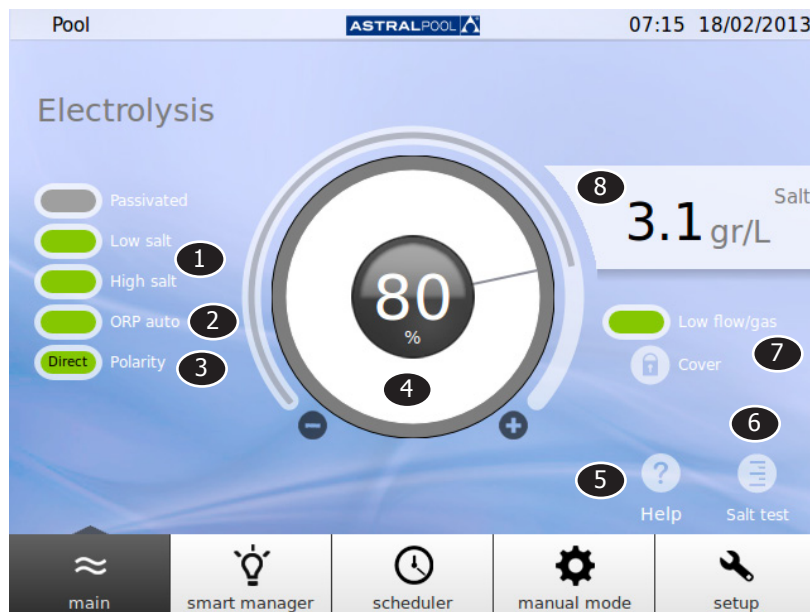 Pool
ASTRALPOOL
07:15 18/02/2013
Electrolysis
Passivated
Low salt
High salt
1
ORP auto
2
Direct
Polarity
3
80
%
4
8
Salt
3.1 gr/L
Low flow/gas
Cover
7
6
5
?
Help
Salt test
main
smart manager
scheduler
manual mode
setup